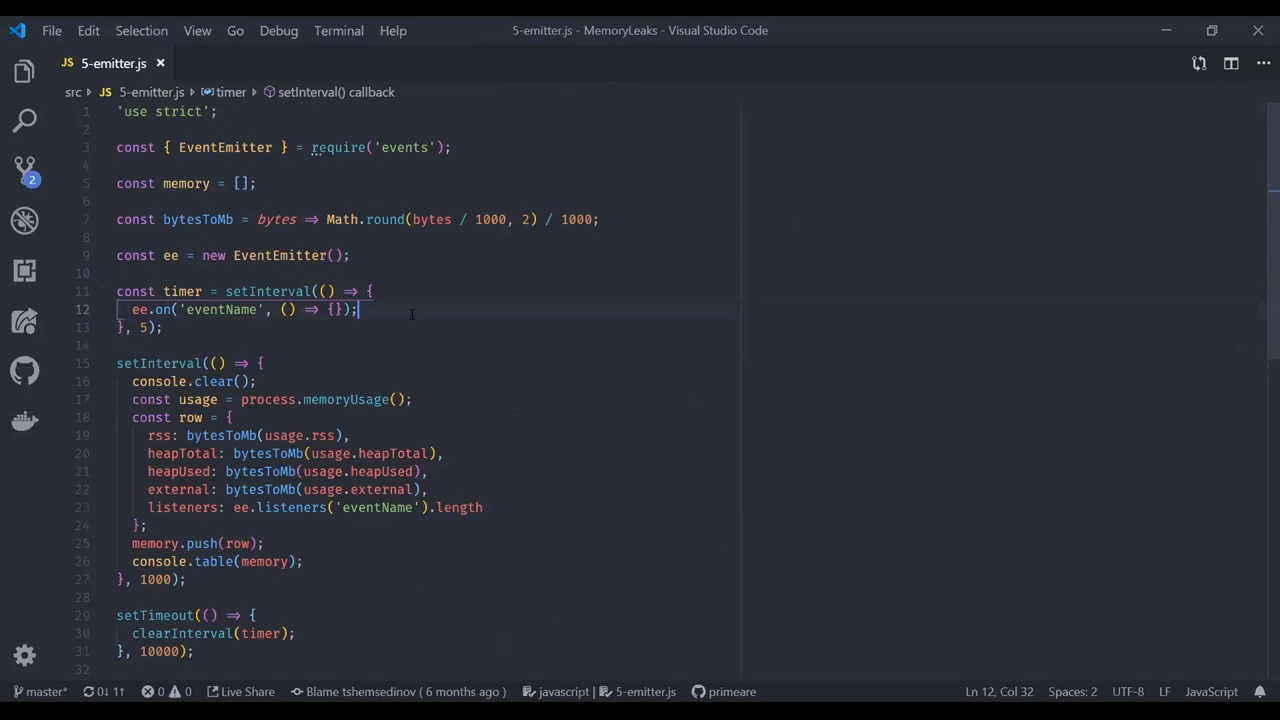 File Edit Selection View Go Debug Terminal Help 5-emitter.js - MemoryLeaks - Visual Studio Code
JS 5-emitter.js
src > JS 5-emitter.js > timer > setInterval() callback
1 'use strict';
2
3 const { EventEmitter } = require('events');
4
5 const memory = [];
6
7 const bytesToMb = bytes => Math.round(bytes / 1000, 2) / 1000;
8
9 const ee = new EventEmitter();
10
11 const timer = setInterval(() => {
12 ee.on('eventName', () => {});
13 }, 5);
14
15 setInterval(() => {
16 console.clear();
17 const usage = process.memoryUsage();
18 const row = {
19 rss: bytesToMb(usage.rss),
20 heapTotal: bytesToMb(usage.heapTotal),
21 heapUsed: bytesToMb(usage.heapUsed),
22 external: bytesToMb(usage.external),
23 listeners: ee.listeners('eventName').length
24 };
25 memory.push(row);
26 console.table(memory);
27 }, 1000);
28
29 setTimeout(() => {
30 clearInterval(timer);
31 }, 10000);
32
2
master* 0↓ 1↑ 0 0 Live Share Blame tshemsedinov ( 6 months ago ) javascript | 5-emitter.js primeare Ln 12, Col 32 Spaces: 2 UTF-8 LF JavaScript